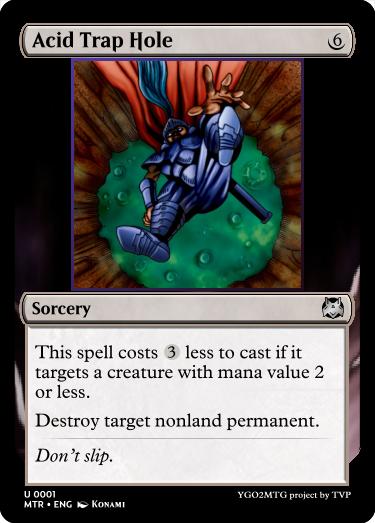 Acid Trap Hole 6
Sorcery
This spell costs 3 less to cast if it
targets a creature with mana value 2
or less.
Destroy target nonland permanent.
Don't slip.
U 0001
MTR • ENG Konami YGO2MTG project by TVP